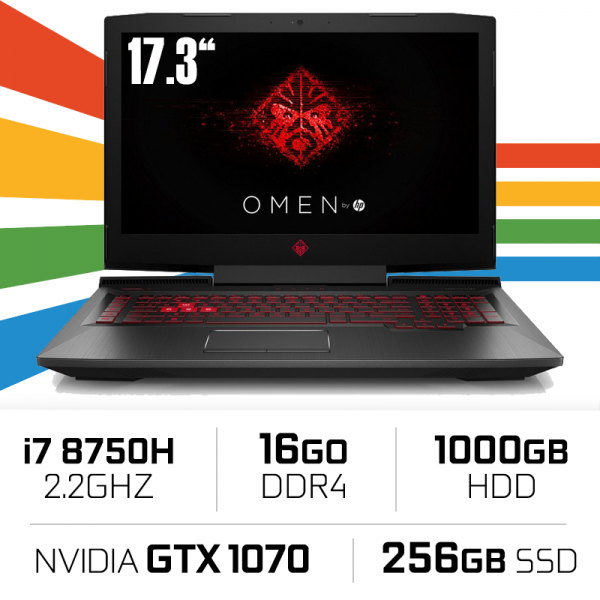 17.3“
OMEN by hp
i7 8750H
2.2GHZ
16GO
DDR4
1000GB
HDD
NVIDIA GTX 1070
256GB SSD